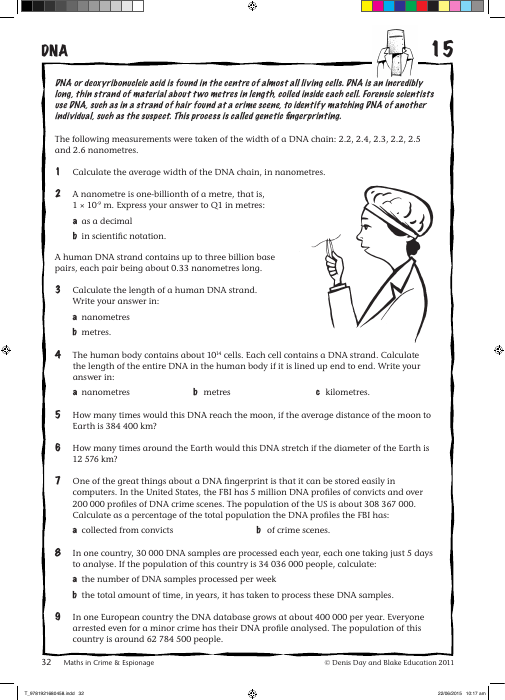 DNA
15
DNA or deoxyribonucleic acid is found in the centre of almost all living cells. DNA is an incredibly
long, thin strand of material about two metres in length, coiled inside each cell. Forensic scientists
use DNA, such as in a strand of hair found at a crime scene, to identify matching DNA of another
individual, such as the suspect. This process is called genetic fingerprinting.
The following measurements were taken of the width of a DNA chain: 2.2, 2.4, 2.3, 2.2, 2.5
and 2.6 nanometres.
1 Calculate the average width of the DNA chain, in nanometres.
2 A nanometre is one-billionth of a metre, that is,
1 × 10⁻⁹ m. Express your answer to Q1 in metres:
a as a decimal
b in scientific notation.
A human DNA strand contains up to three billion base
pairs, each pair being about 0.33 nanometres long.
3 Calculate the length of a human DNA strand.
Write your answer in:
a nanometres
b metres.
4 The human body contains about 10¹⁴ cells. Each cell contains a DNA strand. Calculate
the length of the entire DNA in the human body if it is lined up end to end. Write your
answer in:
a nanometres b metres c kilometres.
5 How many times would this DNA reach the moon, if the average distance of the moon to
Earth is 384 400 km?
6 How many times around the Earth would this DNA stretch if the diameter of the Earth is
12 576 km?
7 One of the great things about a DNA fingerprint is that it can be stored easily in
computers. In the United States, the FBI has 5 million DNA profiles of convicts and over
200 000 profiles of DNA crime scenes. The population of the US is about 308 367 000.
Calculate as a percentage of the total population the DNA profiles the FBI has:
a collected from convicts b of crime scenes.
8 In one country, 30 000 DNA samples are processed each year, each one taking just 5 days
to analyse. If the population of this country is 34 036 000 people, calculate:
a the number of DNA samples processed per week
b the total amount of time, in years, it has taken to process these DNA samples.
9 In one European country the DNA database grows at about 400 000 per year. Everyone
arrested even for a minor crime has their DNA profile analysed. The population of this
country is around 62 784 500 people.
32 Maths in Crime & Espionage © Denis Day and Blake Education 2011
T_9781921680458.indd 32 22/06/2015 10:17 am